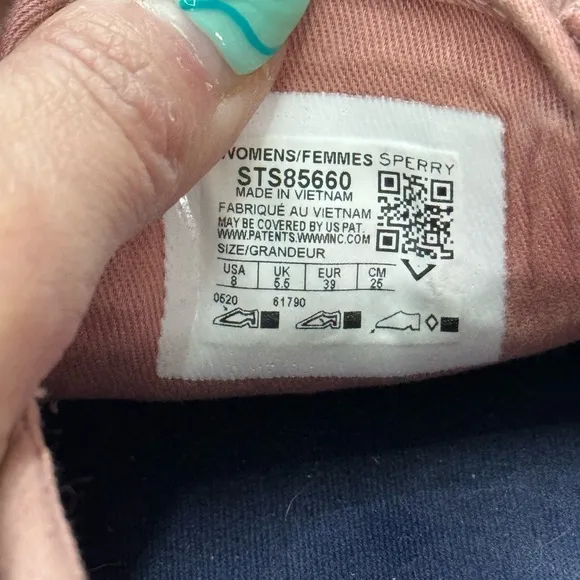 WOMENS/FEMMES SPERRY
STS85660
MADE IN VIETNAM
FABRIQUÉ AU VIETNAM
MAY BE COVERED BY US PAT.
WWW.PATENTS.WWWINC.COM
SIZE/GRANDEUR
USA UK EUR CM
8 5.5 39 25
0520 61790